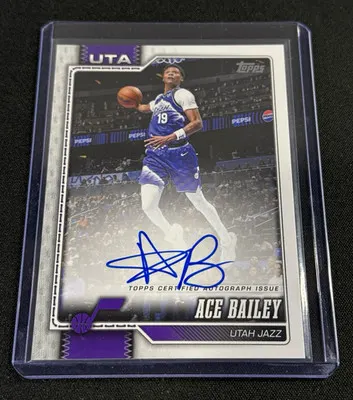 UTA
Topps
PEPSI
PEPSI
19
TOPPS CERTIFIED AUTOGRAPH ISSUE
ACE BAILEY
UTAH JAZZ